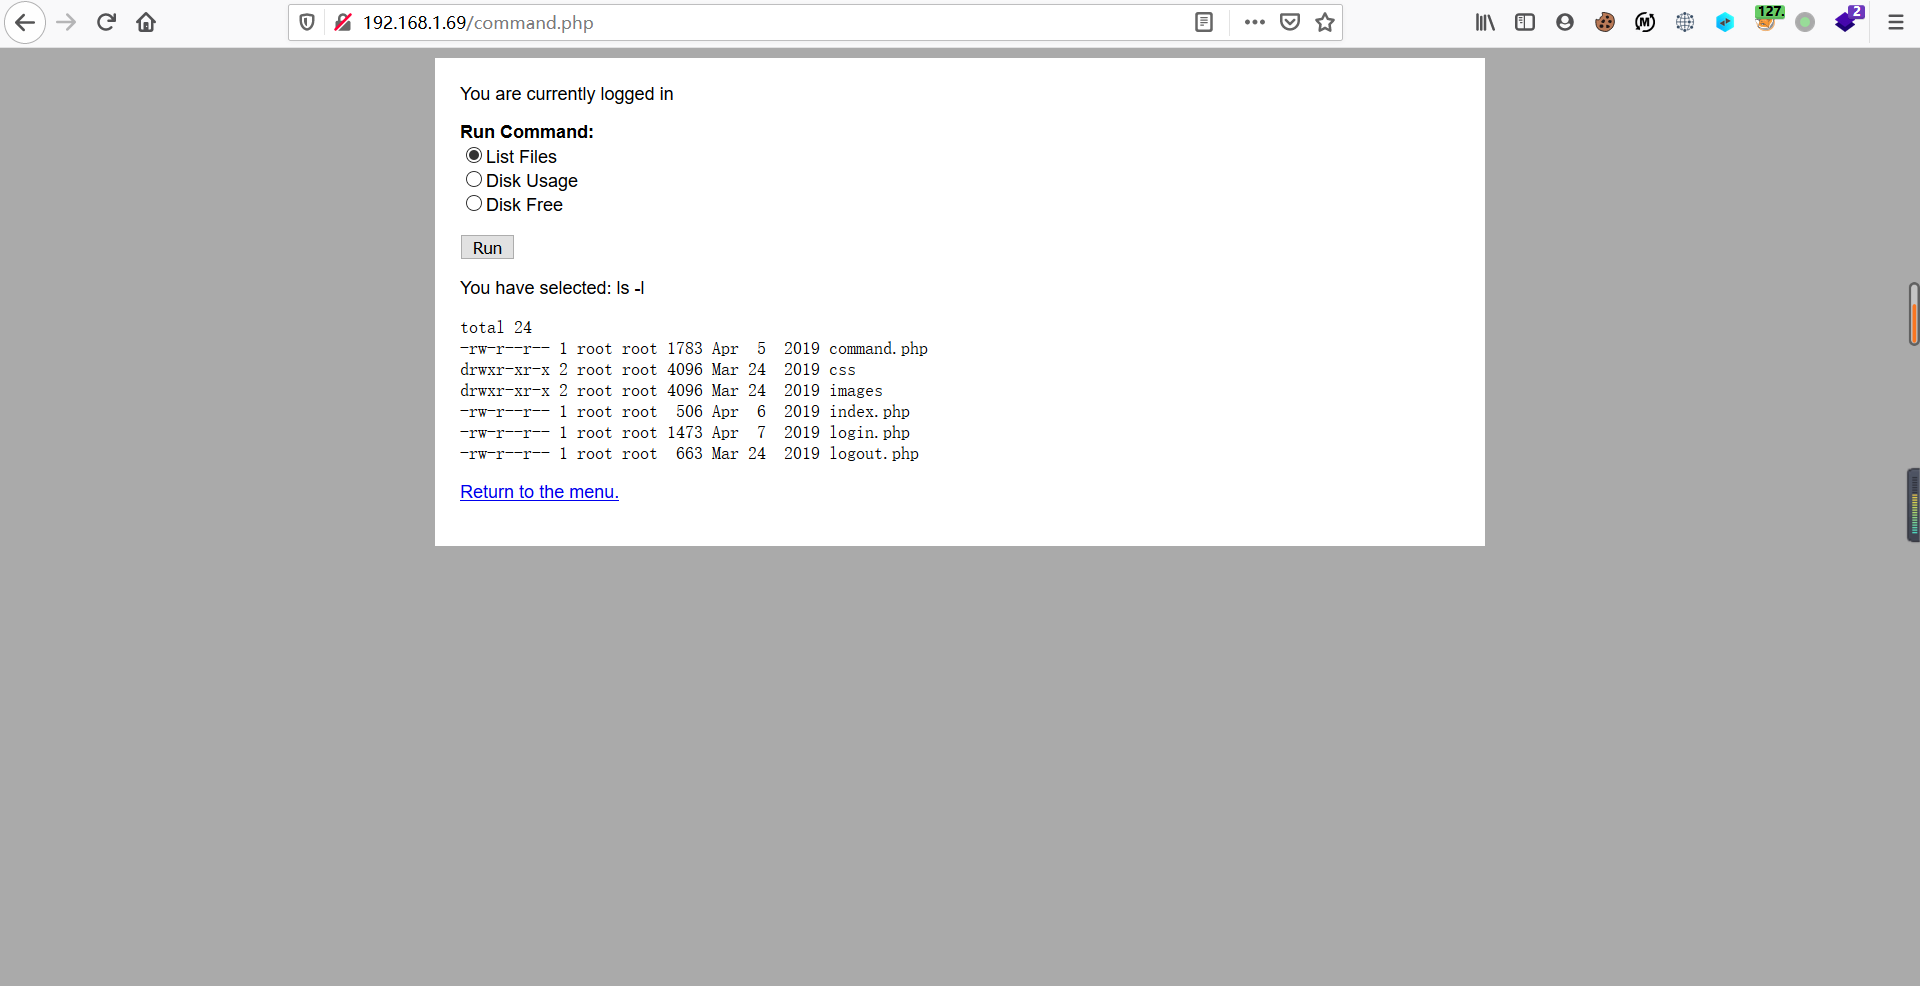 192.168.1.69/command.php
127.
2
You are currently logged in
Run Command:
List Files
Disk Usage
Disk Free
Run
You have selected: ls -l
total 24
-rw-r--r-- 1 root root 1783 Apr  5  2019 command.php
drwxr-xr-x 2 root root 4096 Mar 24  2019 css
drwxr-xr-x 2 root root 4096 Mar 24  2019 images
-rw-r--r-- 1 root root  506 Apr  6  2019 index.php
-rw-r--r-- 1 root root 1473 Apr  7  2019 login.php
-rw-r--r-- 1 root root  663 Mar 24  2019 logout.php
Return to the menu.